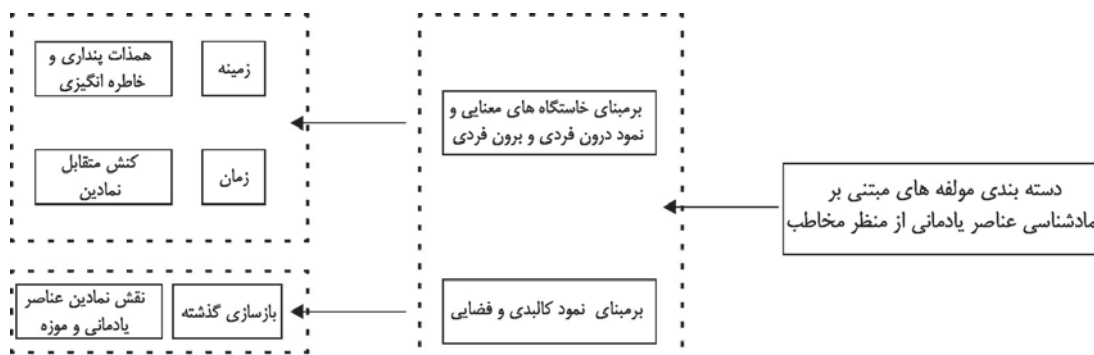 دسته بندی مولفه های مبتنی بر
مادشناسی عناصر یادمانی از منظر مخاطب
برمبنای خاستگاه های معنایی و
نمود درون فردی و برون فردی
زمینه
همذات پنداری و
خاطره انگیزی
زمان
کنش متقابل
نمادین
برمبنای نمود کالبدی و فضایی
بازسازی گذشته
نقش نمادین عناصر
یادمانی و موزه